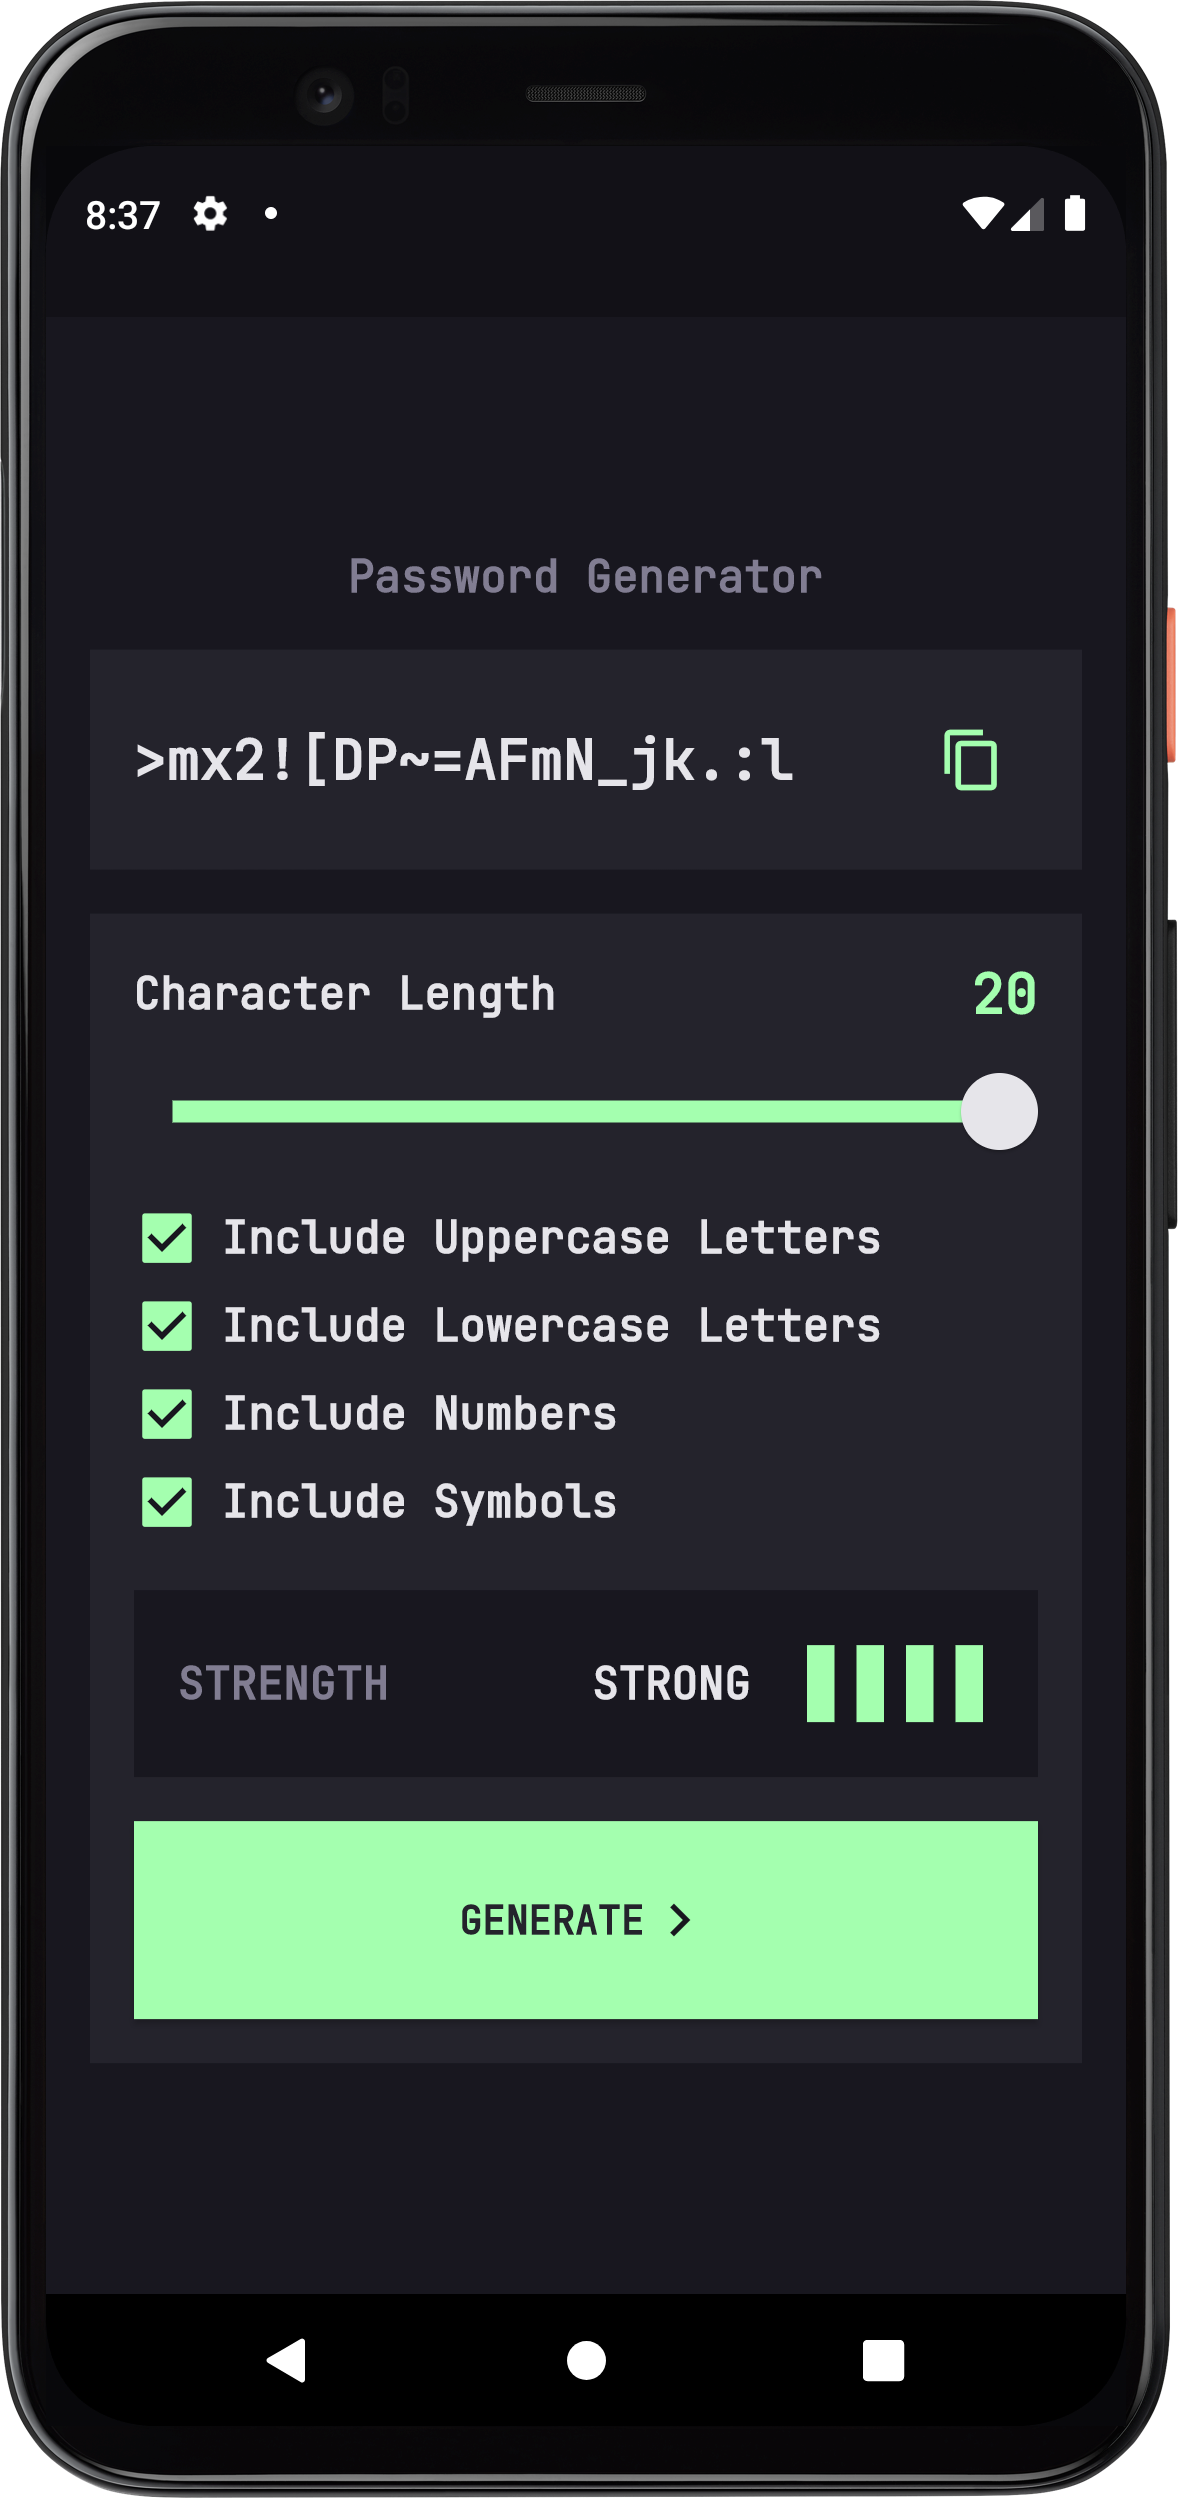 8:37
Password Generator
>mx2![DP~=AFmN_jk.:l
Character Length 20
Include Uppercase Letters
Include Lowercase Letters
Include Numbers
Include Symbols
STRENGTH STRONG
GENERATE >